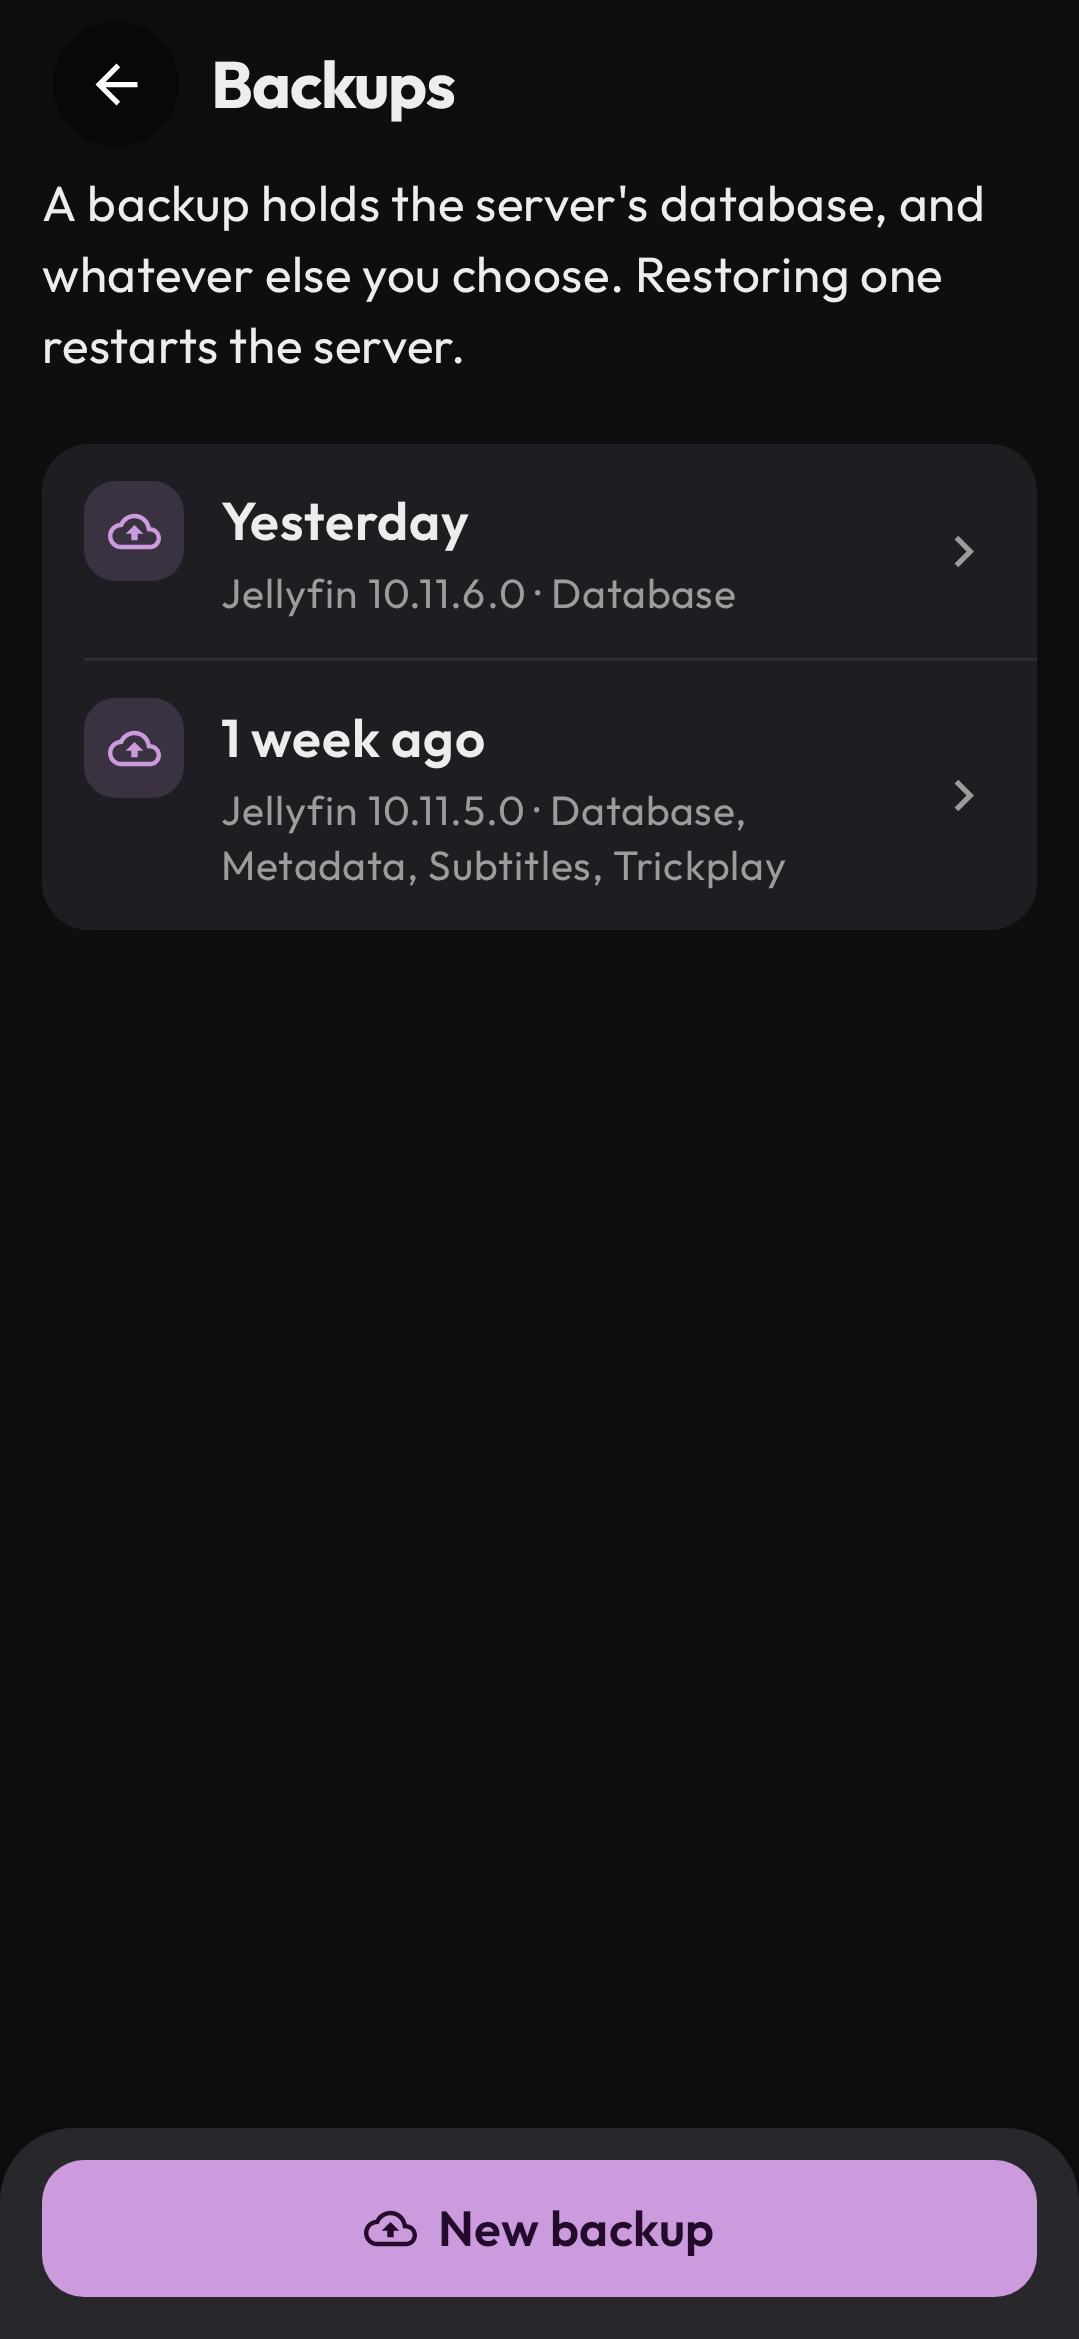 Backups
A backup holds the server's database, and
whatever else you choose. Restoring one
restarts the server.
Yesterday
Jellyfin 10.11.6.0 · Database
1 week ago
Jellyfin 10.11.5.0 · Database,
Metadata, Subtitles, Trickplay
New backup